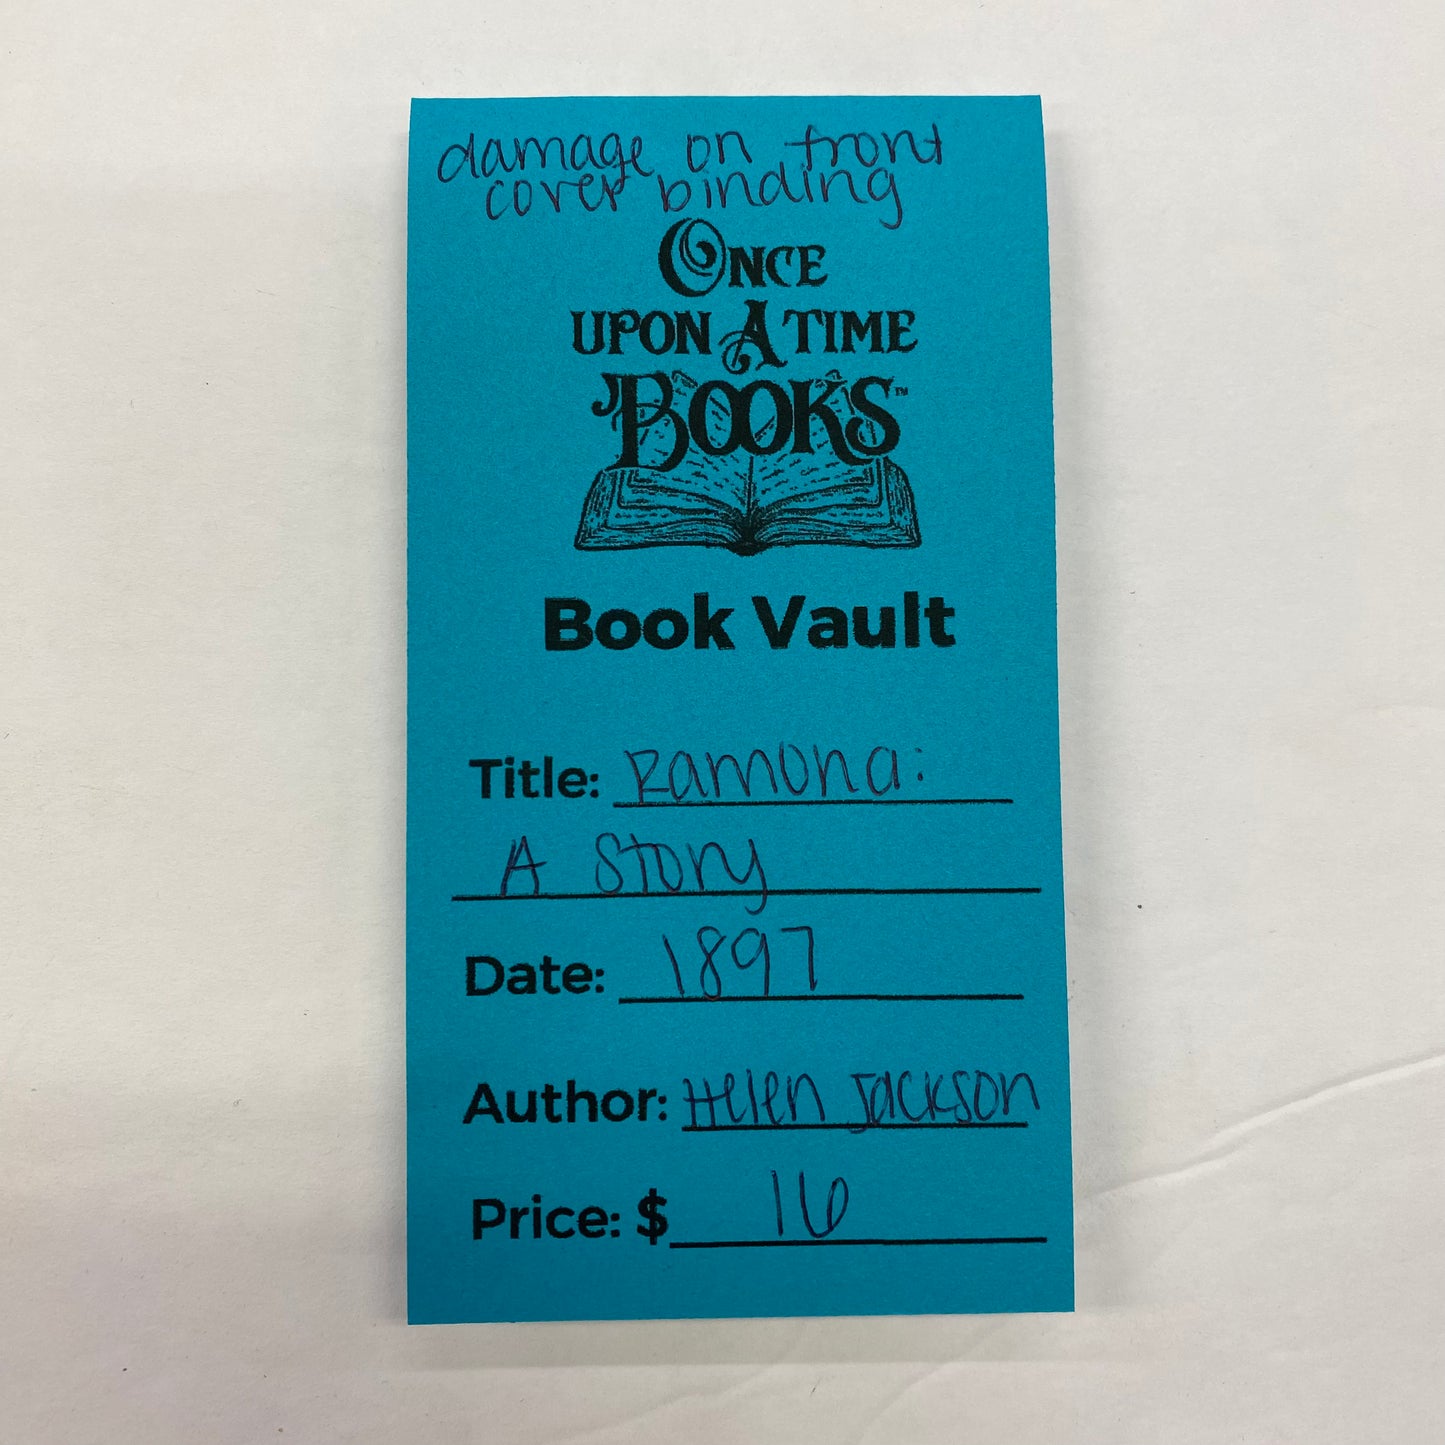 damage on front
cover binding
ONCE
UPON A TIME
BOOKS™
Book Vault
Title: Ramona:
A Story
Date: 1897
Author: Helen Jackson
Price: $ 16